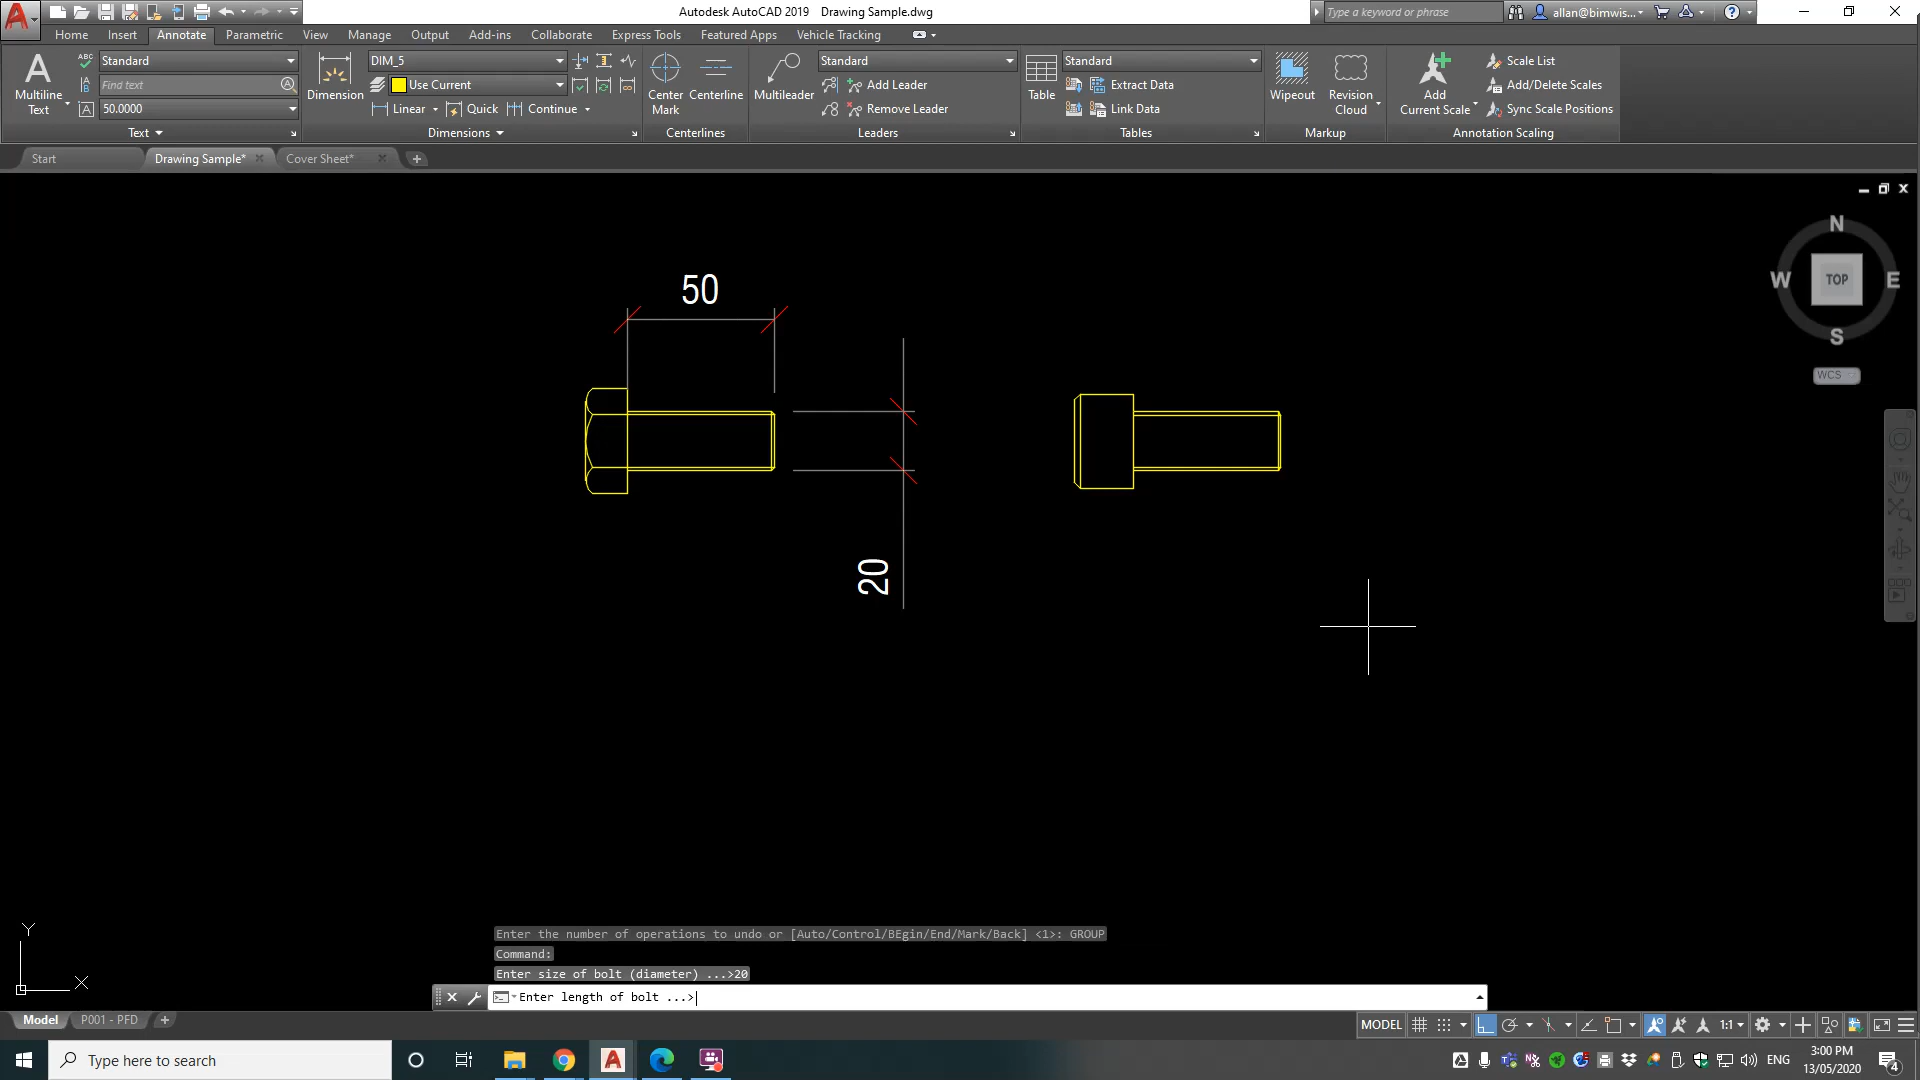 Autodesk AutoCAD 2019 Drawing Sample.dwg
Type a keyword or phrase
allan@bimwis...
Home Insert Annotate Parametric View Manage Output Collaborate Add-ins Express Tools Featured Apps Vehicle Tracking
Multiline Text
ABC
Standard
Find text
50.0000
Text
Dimension
DIM_5
Use Current
Linear Quick Continue
Dimensions
Center Mark
Centerline
Centerlines
Multileader
Standard
Add Leader
Remove Leader
Leaders
Table
Standard
Extract Data
Link Data
Tables
Wipeout
Revision Cloud
Markup
Add Current Scale
Scale List
Add/Delete Scales
Sync Scale Positions
Annotation Scaling
Start Drawing Sample* Cover Sheet*
N
W TOP E
S
WCS
50
20
Y
X
Enter the number of operations to undo or [Auto/Control/BEgin/End/Mark/Back] <1>: GROUP
Command:
Enter size of bolt (diameter) ...>20
Enter length of bolt ...>
Model P001 - PFD
MODEL 1:1
Type here to search
ENG
3:00 PM
13/05/2020
4